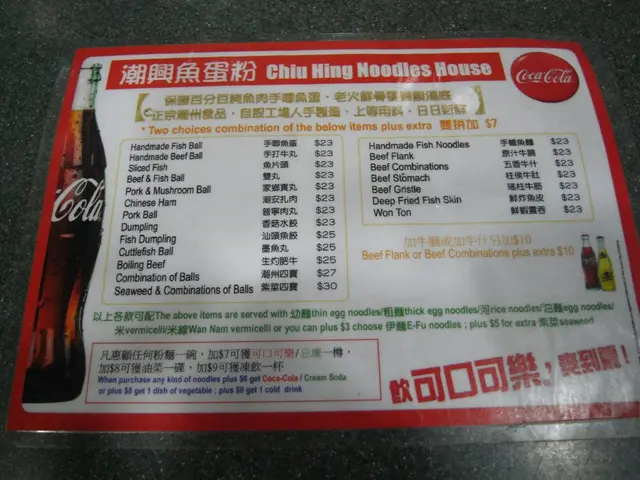 潮興魚蛋粉 Chiu Hing Noodles House
Coca-Cola
保證百分百純魚肉手唧魚蛋,老火鮮骨
正宗潮州食品,自設工場人手製造,上等用料,日日新鮮
* Two choices combination of the below items plus extra 雙拼加 $7
Handmade Fish Ball 手唧魚蛋 $23
Handmade Beef Ball 手打牛丸 $23
Sliced Fish 魚片頭 $23
Beef & Fish Ball 雙丸 $23
Pork & Mushroom Ball 家鄉貢丸 $23
Chinese Ham 潮安扎肉 $23
Pork Ball 普寧肉丸 $23
Dumpling 香菇水餃 $23
Fish Dumpling 汕頭魚餃 $25
Cuttlefish Ball 墨魚丸 $25
Boiling Beef 生灼肥牛 $25
Combination of Balls 潮州四寶 $27
Seaweed & Combinations of Balls 紫菜四寶 $30
Handmade Fish Noodles 手撻魚麵 $23
Beef Flank 原汁牛腩 $23
Beef Combinations 五香牛什 $23
Beef Stomach 柱侯牛肚 $23
Beef Gristle 瑤柱牛筋 $23
Deep Fried Fish Skin 鮮炸魚皮 $23
Won Ton 鮮蝦雲吞 $23
加牛腩或加牛什另加$10
Beef Flank or Beef Combinations plus extra $10
以上各款可配The above items are served with 幼麵thin egg noodles/粗麵thick egg noodles/河rice noodles/油麵egg noodles/
米vermicelli/米線Wan Nam vermicelli or you can plus $3 choose 伊麵E-Fu noodles ; plus $5 for extra 紫菜seaweed
凡惠顧任何粉麵一碗,加$7可獲可口可樂/忌廉一樽,
加$8可獲油菜一碟,加$9可獲凍飲一杯
When purchase any kind of noodles plus $6 get Coca-Cola / Cream Soda
or plus $8 get 1 dish of vegetable ; plus $8 get 1 cold drink
飲可口可樂,
Cola